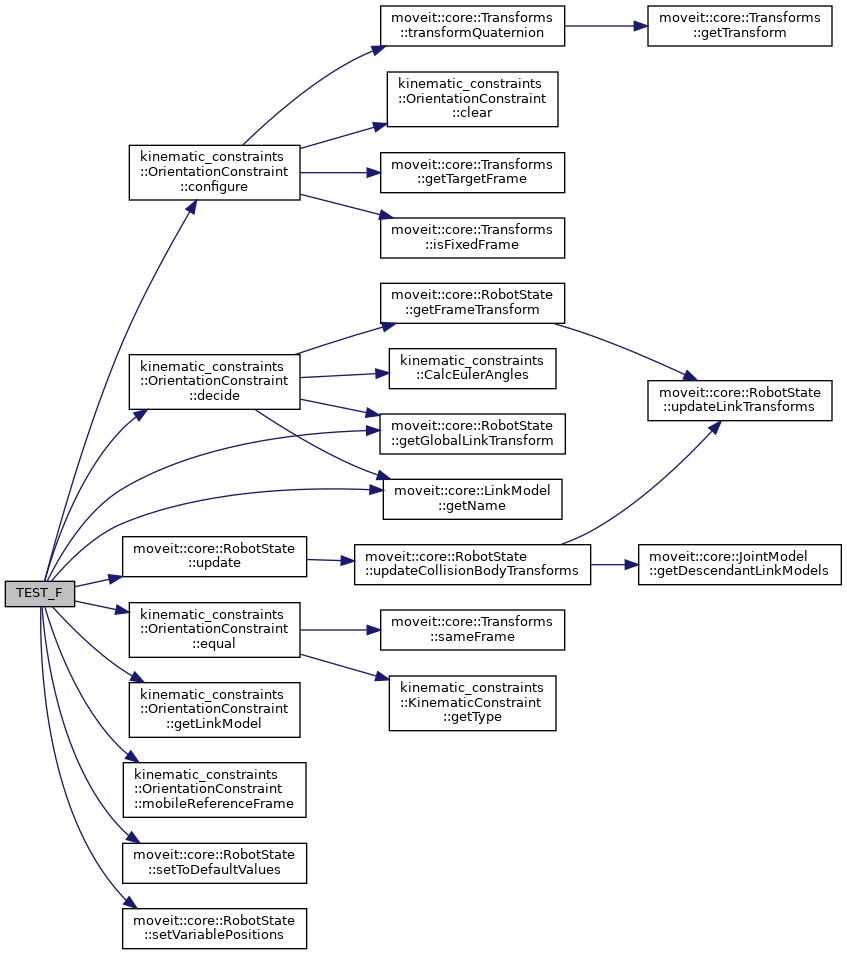 moveit::core::Transforms
::transformQuaternion
moveit::core::Transforms
::getTransform
kinematic_constraints
::OrientationConstraint
::clear
kinematic_constraints
::OrientationConstraint
::configure
moveit::core::Transforms
::getTargetFrame
moveit::core::Transforms
::isFixedFrame
moveit::core::RobotState
::getFrameTransform
kinematic_constraints
::OrientationConstraint
::decide
kinematic_constraints
::CalcEulerAngles
moveit::core::RobotState
::updateLinkTransforms
moveit::core::RobotState
::getGlobalLinkTransform
moveit::core::LinkModel
::getName
moveit::core::RobotState
::update
moveit::core::RobotState
::updateCollisionBodyTransforms
moveit::core::JointModel
::getDescendantLinkModels
TEST_F
kinematic_constraints
::OrientationConstraint
::equal
moveit::core::Transforms
::sameFrame
kinematic_constraints
::KinematicConstraint
::getType
kinematic_constraints
::OrientationConstraint
::getLinkModel
kinematic_constraints
::OrientationConstraint
::mobileReferenceFrame
moveit::core::RobotState
::setToDefaultValues
moveit::core::RobotState
::setVariablePositions